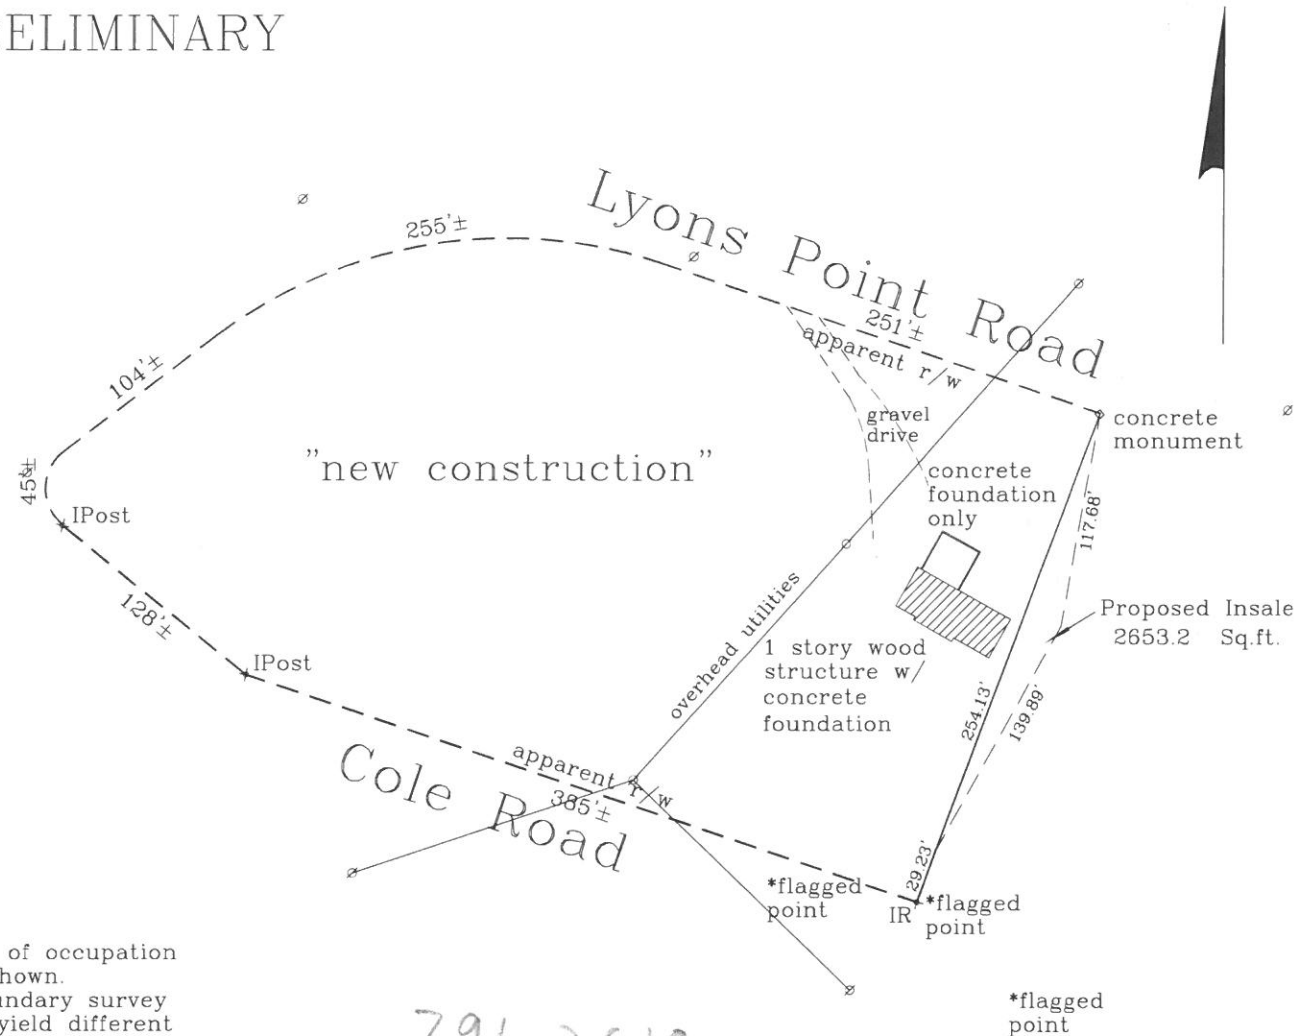 ELIMINARY
Lyons Point Road
255'±
251'±
apparent r/w
104'±
gravel
drive
concrete
monument
"new construction"
concrete
foundation
only
45'±
IPost
117.68'
128'±
Proposed Insale
2653.2 Sq.ft.
overhead utilities
1 story wood
structure w/
concrete
foundation
IPost
254.13'
139.89'
apparent r/w
385'±
Cole Road
29.23'
*flagged
point
IR
*flagged
point
of occupation
hown.
undary survey
yield different
*flagged
point